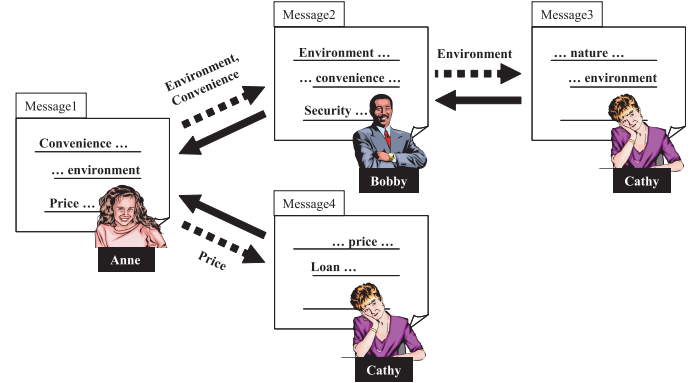 Message1
Convenience …
… environment
Price …
Anne
Environment,
Convenience
Message2
Environment …
… convenience …
Security …
Bobby
Environment
Message3
… nature …
… environment
Cathy
Price
Message4
… price …
Loan …
Cathy